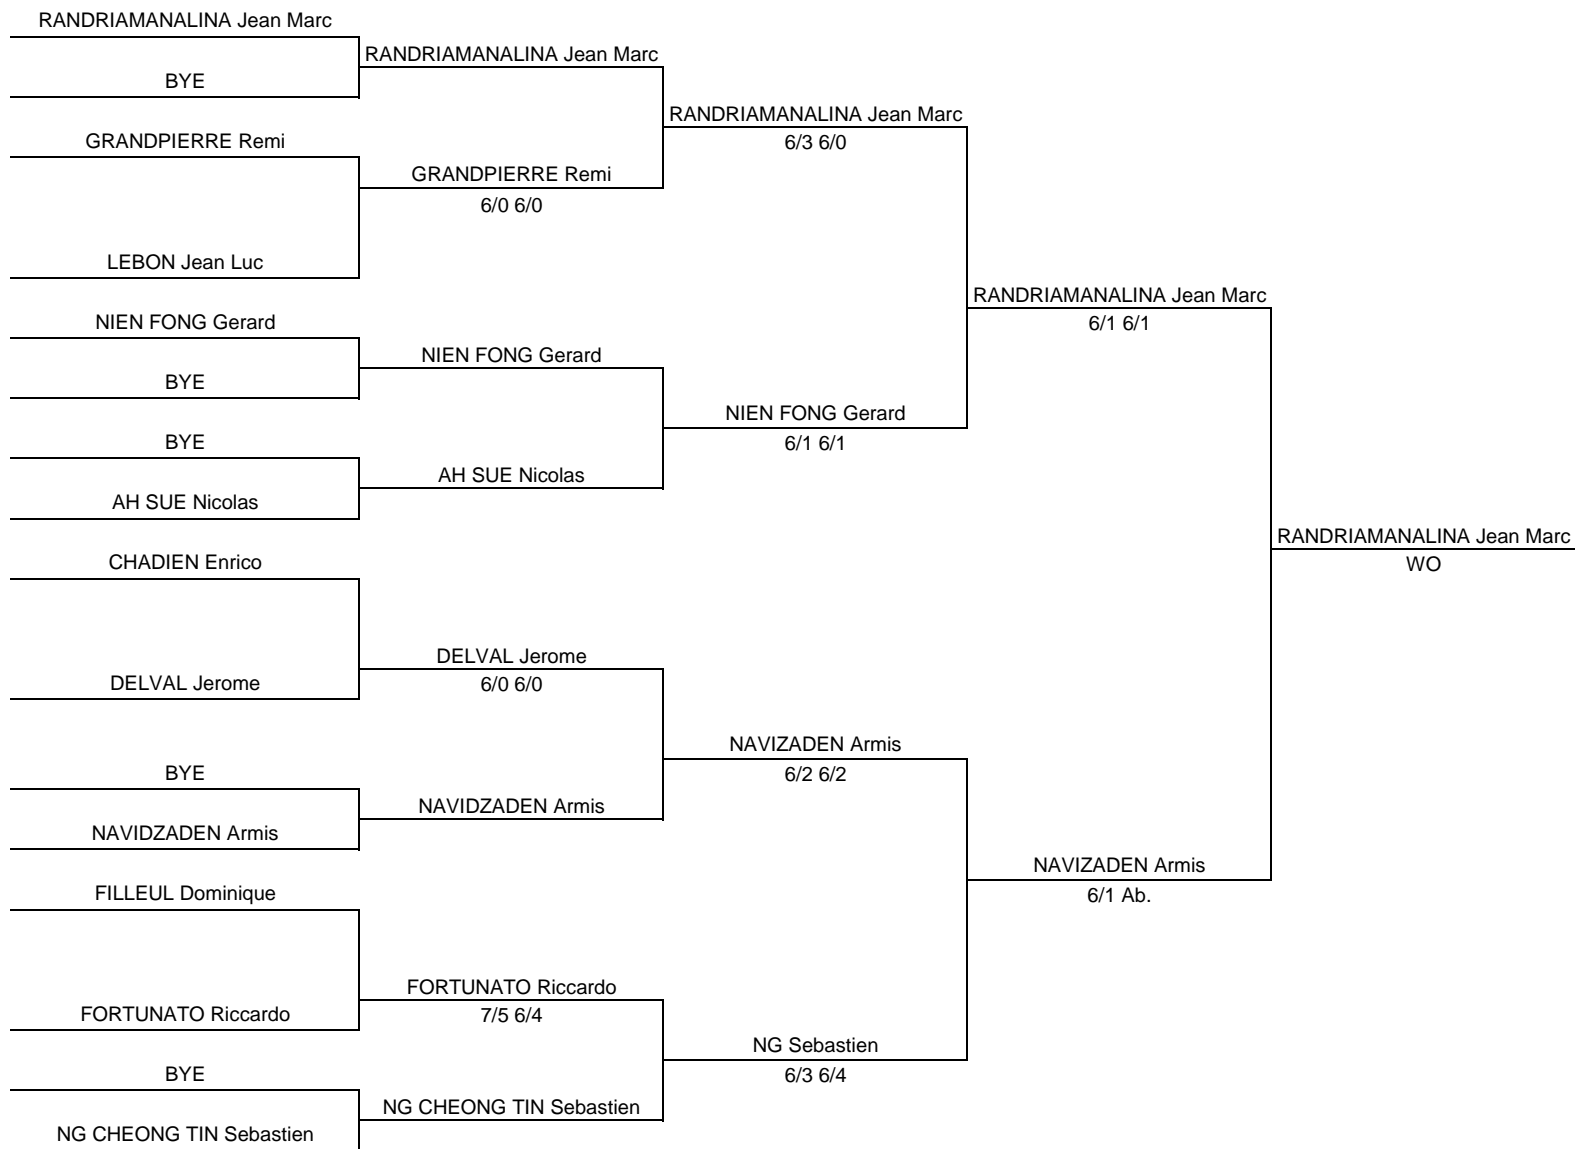 RANDRIAMANALINA Jean Marc
BYE
GRANDPIERRE Remi
LEBON Jean Luc
NIEN FONG Gerard
BYE
BYE
AH SUE Nicolas
CHADIEN Enrico
DELVAL Jerome
BYE
NAVIDZADEN Armis
FILLEUL Dominique
FORTUNATO Riccardo
BYE
NG CHEONG TIN Sebastien
RANDRIAMANALINA Jean Marc
GRANDPIERRE Remi
6/0 6/0
NIEN FONG Gerard
AH SUE Nicolas
DELVAL Jerome
6/0 6/0
NAVIDZADEN Armis
FORTUNATO Riccardo
7/5 6/4
NG CHEONG TIN Sebastien
RANDRIAMANALINA Jean Marc
6/3 6/0
NIEN FONG Gerard
6/1 6/1
NAVIZADEN Armis
6/2 6/2
NG Sebastien
6/3 6/4
RANDRIAMANALINA Jean Marc
6/1 6/1
NAVIZADEN Armis
6/1 Ab.
RANDRIAMANALINA Jean Marc
WO